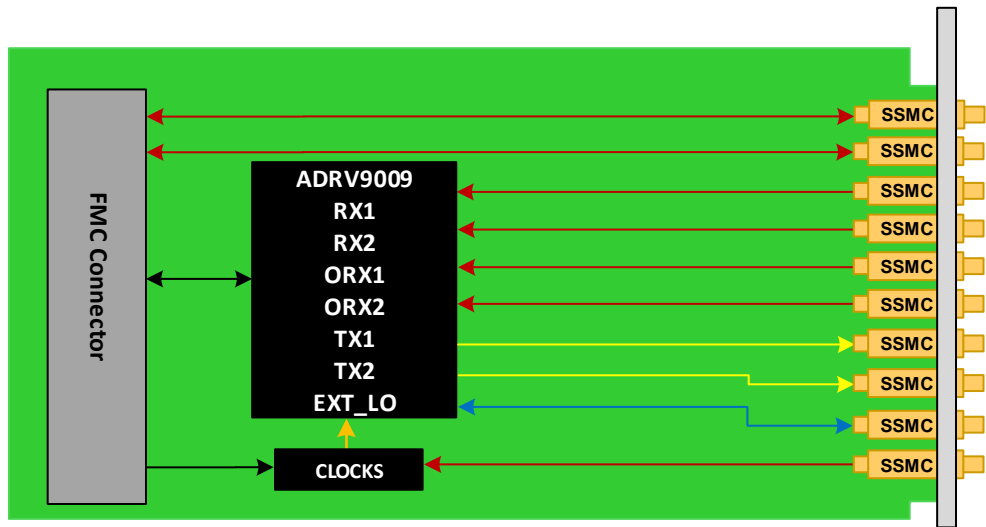 FMC Connector
ADRV9009
RX1
RX2
ORX1
ORX2
TX1
TX2
EXT_LO
CLOCKS
SSMC
SSMC
SSMC
SSMC
SSMC
SSMC
SSMC
SSMC
SSMC
SSMC